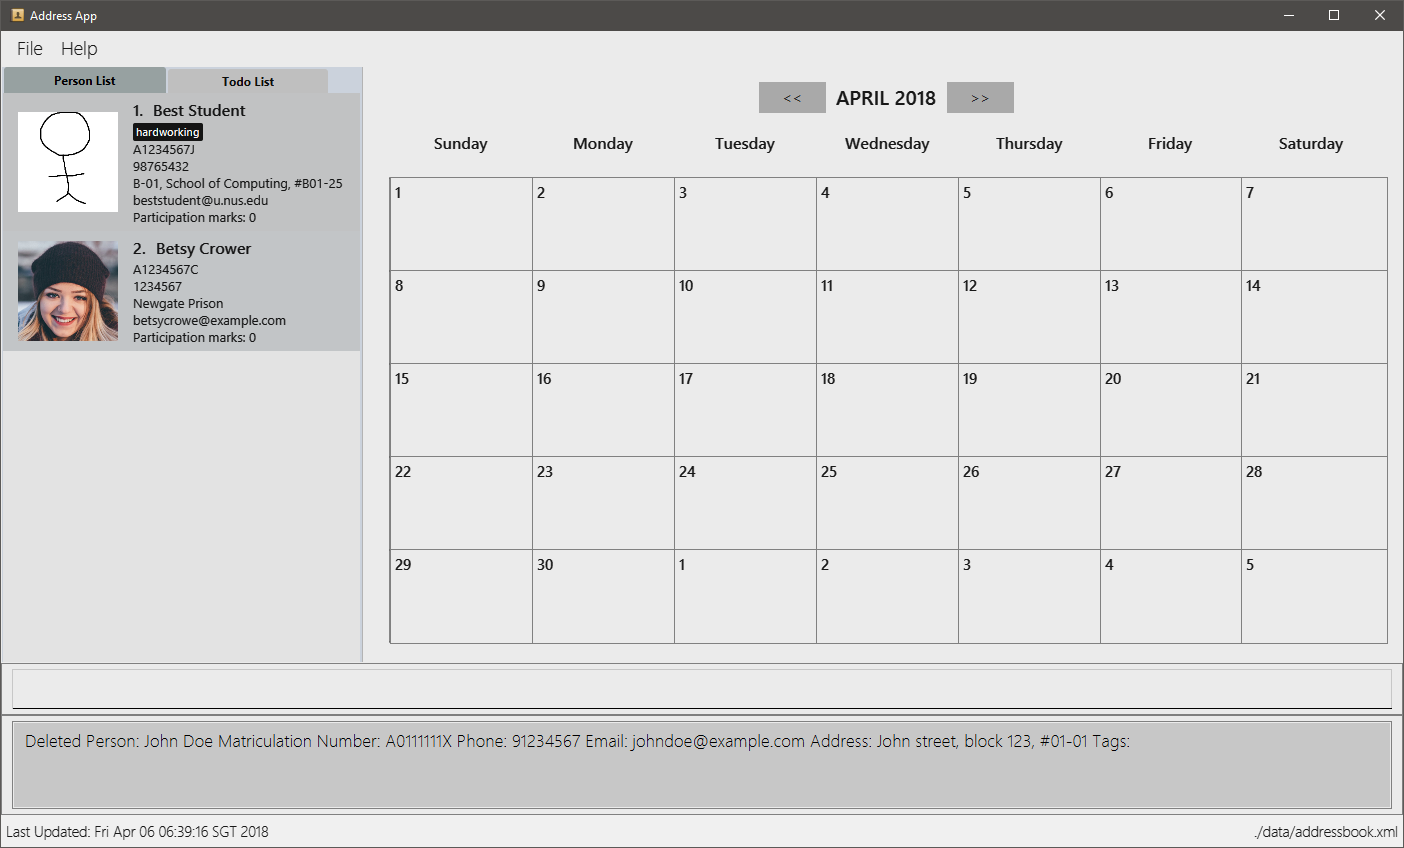 Address App
File Help
Person List Todo List
1. Best Student
hardworking
A1234567J
98765432
B-01, School of Computing, #B01-25
beststudent@u.nus.edu
Participation marks: 0
2. Betsy Crower
A1234567C
1234567
Newgate Prison
betsycrowe@example.com
Participation marks: 0
<< APRIL 2018 >>
Sunday Monday Tuesday Wednesday Thursday Friday Saturday
1 2 3 4 5 6 7
8 9 10 11 12 13 14
15 16 17 18 19 20 21
22 23 24 25 26 27 28
29 30 1 2 3 4 5
Deleted Person: John Doe Matriculation Number: A0111111X Phone: 91234567 Email: johndoe@example.com Address: John street, block 123, #01-01 Tags:
Last Updated: Fri Apr 06 06:39:16 SGT 2018 ./data/addressbook.xml